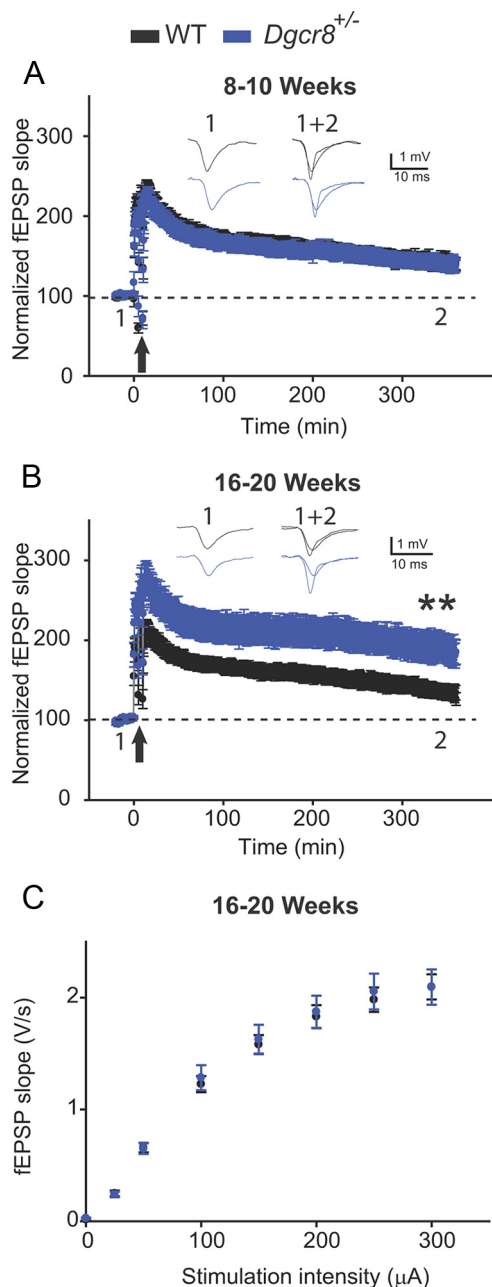 WT Dgcr8+/-
A
8-10 Weeks
Normalized fEPSP slope
300
200
100
0
1
1+2
1 mV
10 ms
1
2
0 100 200 300
Time (min)
B
16-20 Weeks
Normalized fEPSP slope
300
200
100
0
1
1+2
1 mV
10 ms
**
1
2
0 100 200 300
Time (min)
C
16-20 Weeks
fEPSP slope (V/s)
2
1
0
0 100 200 300
Stimulation intensity (μA)